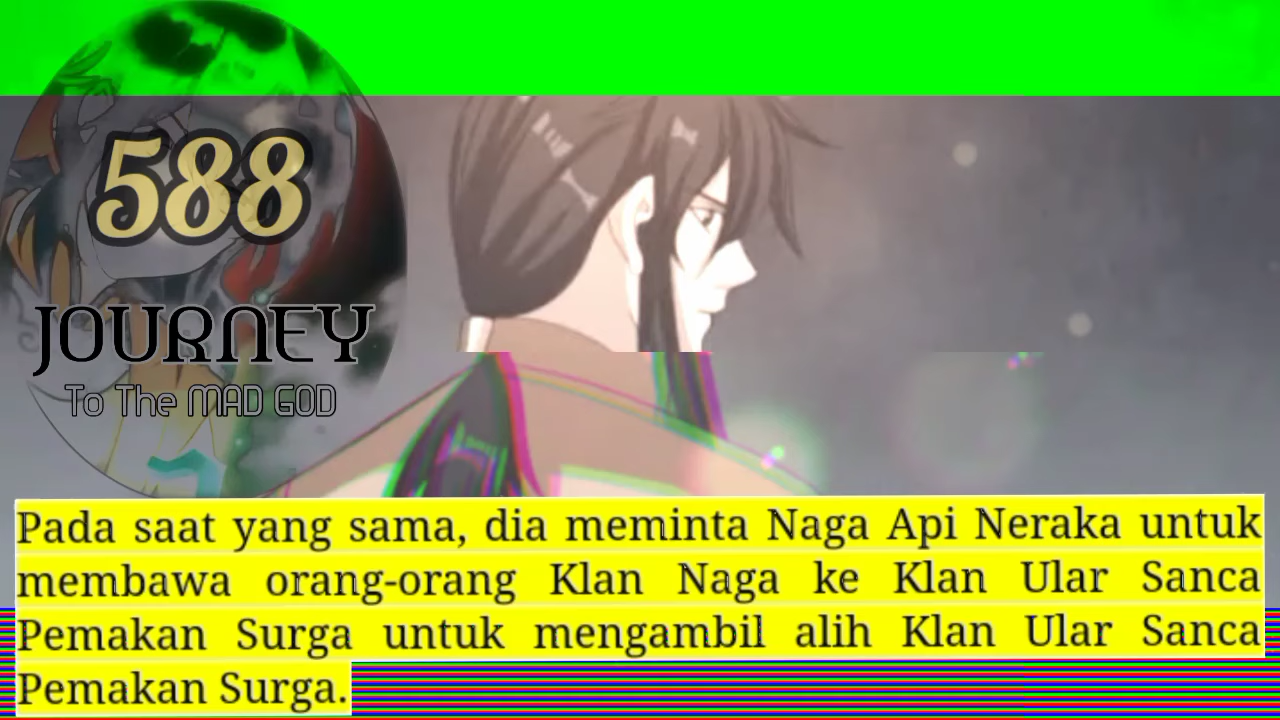 588
JOURNEY
To The MAD GOD
Pada saat yang sama, dia meminta Naga Api Neraka untuk
membawa orang-orang Klan Naga ke Klan Ular Sanca
Pemakan Surga untuk mengambil alih Klan Ular Sanca
Pemakan Surga.